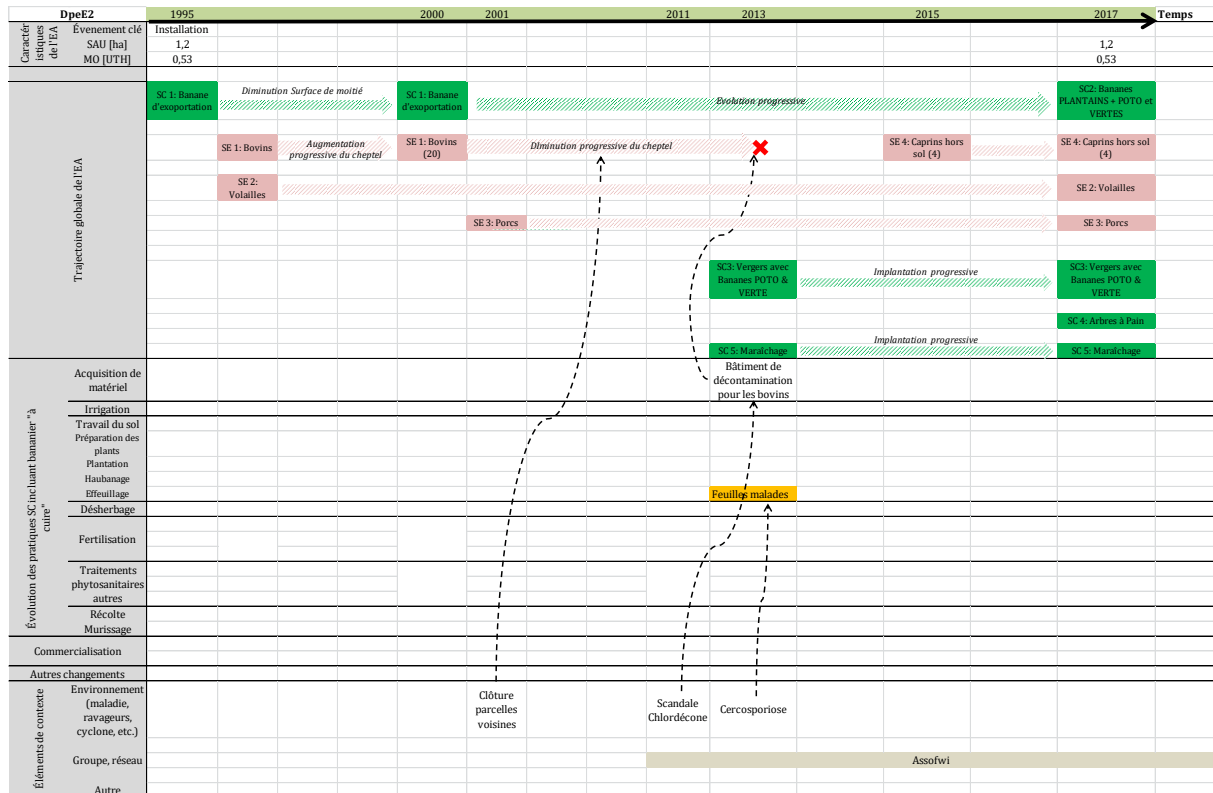 DpeE2 1995 2000 2001 2011 2013 2015 2017 Temps
Caractér
istiques
de l'EA
Évenement clé Installation
SAU [ha] 1,2 1,2
MO [UTH] 0,53 0,53
Trajectoire globale de l'EA
SC 1: Banane
d'exoportation
Diminution Surface de moitié
SC 1: Banane
d'exoportation
Evolution progressive
SC2: Bananes
PLANTAINS + POTO et
VERTES
SE 1: Bovins
Augmentation
progressive du cheptel
SE 1: Bovins
(20)
DIminution progressive du cheptel
SE 4: Caprins hors
sol (4)
SE 4: Caprins hors
sol (4)
SE 2:
Volailles
SE 2: Volailles
SE 3: Porcs
SE 3: Porcs
SC3: Vergers avec
Bananes POTO &
VERTE
Implantation progressive
SC3: Vergers avec
Bananes POTO &
VERTE
SC 4: Arbres à Pain
SC 5: Maraîchage
Implantation progressive
SC 5: Maraîchage
Évolution des pratiques SC incluant bananier "à
cuire"
Acquisition de
matériel
Bâtiment de
décontamination
pour les bovins
Irrigation
Travail du sol
Préparation des
plants
Plantation
Haubanage
Effeuillage
Feuilles malades
Désherbage
Fertilisation
Traitements
phytosanitaires
autres
Récolte
Murissage
Commercialisation
Autres changements
Éléments de contexte
Environnement
(maladie,
ravageurs,
cyclone, etc.)
Clôture
parcelles
voisines
Scandale
Chlordécone
Cercosporiose
Groupe, réseau
Assofwi
Autre